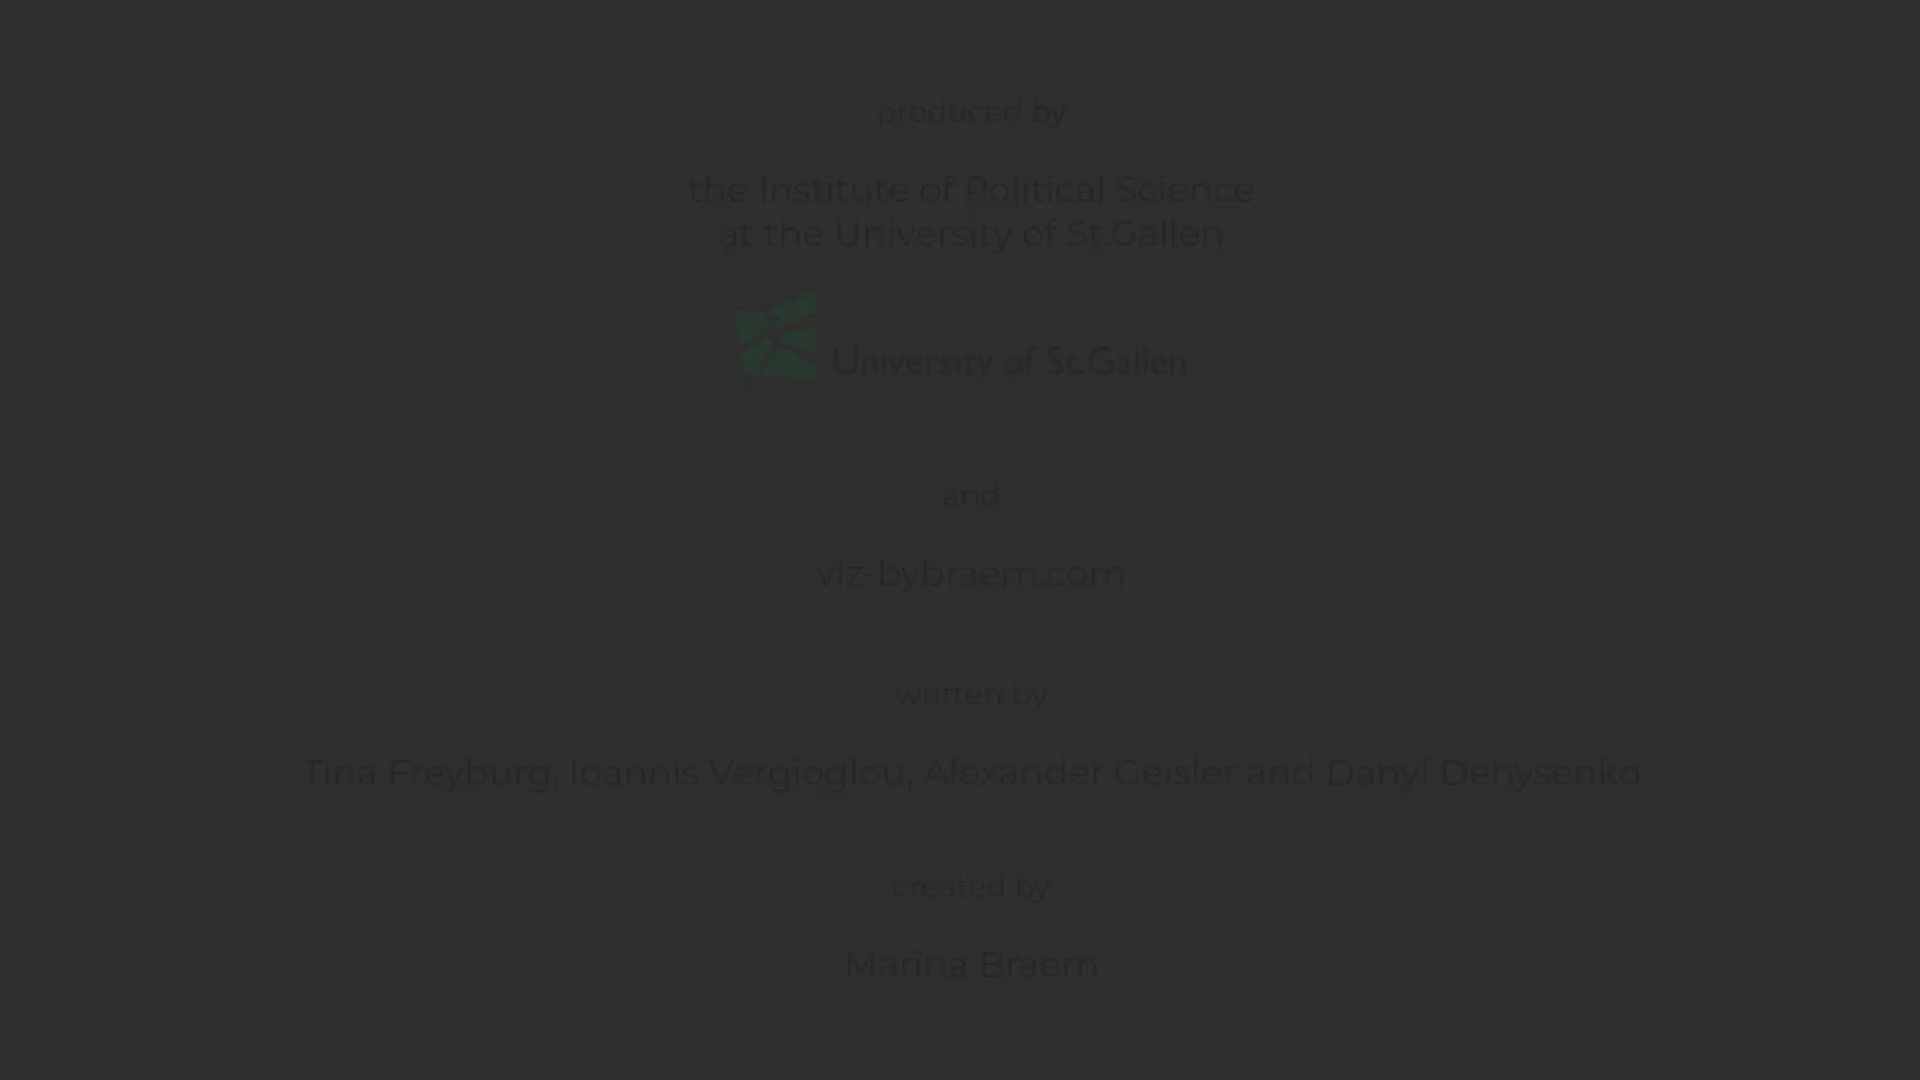 produced by
the Institute of Political Science
at the University of St.Gallen
University of St.Gallen
and
viz-bybraem.com
written by
Tina Freyburg, Ioannis Vergioglou, Alexander Geisler and Danyl Denysenko
created by
Marina Braem